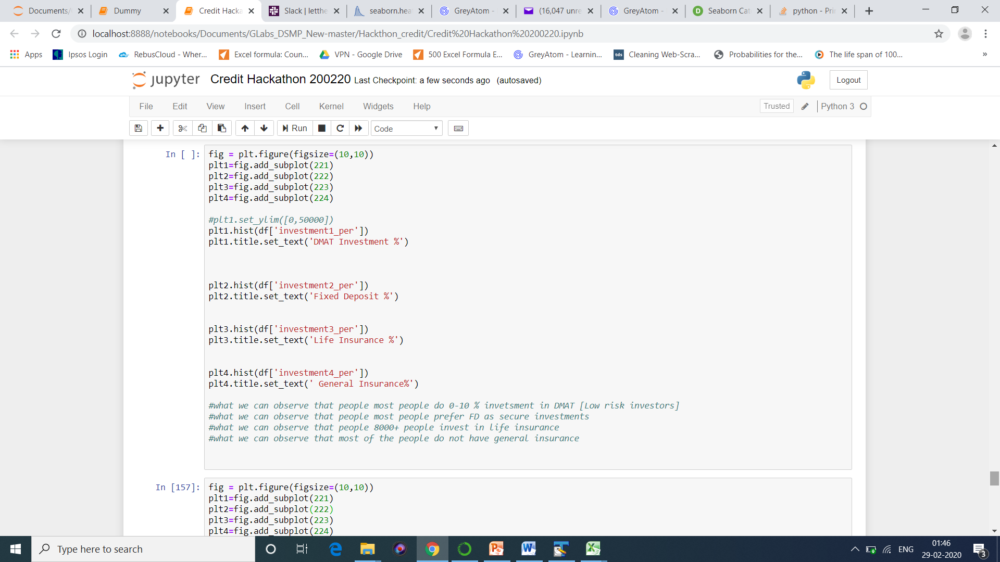 Documents/
Dummy
Credit Hacka
Slack | letthe
seaborn.hea
GreyAtom -
(16,047 unre
GreyAtom -
Seaborn Cat
python - Prin
localhost:8888/notebooks/Documents/GLabs_DSMP_New-master/Hackthon_credit/Credit%20Hackathon%20200220.ipynb
Apps
Ipsos Login
RebusCloud - Wher...
Excel formula: Coun...
VPN - Google Drive
500 Excel Formula E...
GreyAtom - Learnin...
tds
Cleaning Web-Scra...
Probabilities for the...
The life span of 100...
»
jupyter
Credit Hackathon 200220 Last Checkpoint: a few seconds ago (autosaved)
Logout
File Edit View Insert Cell Kernel Widgets Help
Trusted
Python 3
Run
Code
In [ ]:
fig = plt.figure(figsize=(10,10))
plt1=fig.add_subplot(221)
plt2=fig.add_subplot(222)
plt3=fig.add_subplot(223)
plt4=fig.add_subplot(224)
#plt1.set_ylim([0,50000])
plt1.hist(df['investment1_per'])
plt1.title.set_text('DMAT Investment %')
plt2.hist(df['investment2_per'])
plt2.title.set_text('Fixed Deposit %')
plt3.hist(df['investment3_per'])
plt3.title.set_text('Life Insurance %')
plt4.hist(df['investment4_per'])
plt4.title.set_text(' General Insurance%')
#what we can observe that people most people do 0-10 % invetsment in DMAT [Low risk investors]
#what we can observe that people most people prefer FD as secure investments
#what we can observe that people 8000+ people invest in life insurance
#what we can observe that most of the people do not have general insurance
In [157]:
fig = plt.figure(figsize=(10,10))
plt1=fig.add_subplot(221)
plt2=fig.add_subplot(222)
plt3=fig.add_subplot(223)
plt4=fig.add_subplot(224)
Type here to search
ENG
01:46
29-02-2020
3